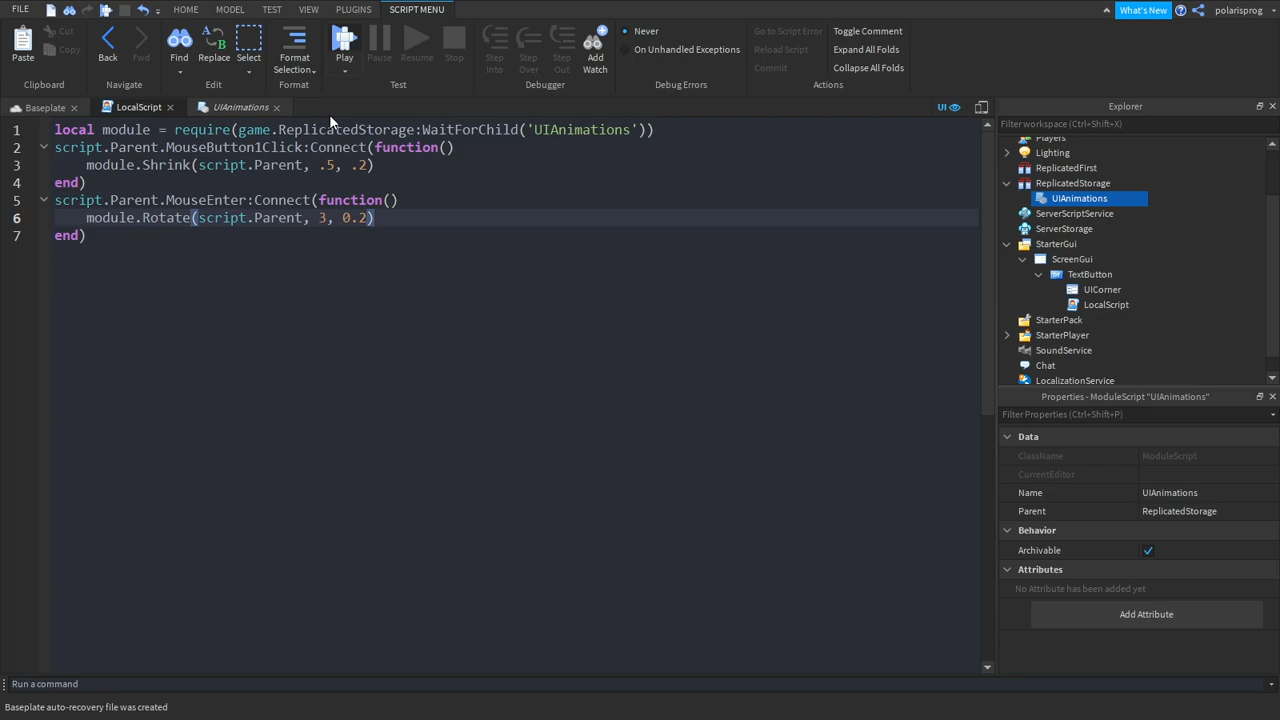 FILE HOME MODEL TEST VIEW PLUGINS SCRIPT MENU What's New polarisprog
Paste Cut Copy Back Fwd Find Replace Select Format Selection Play Pause Resume Stop Step Into Step Over Step Out Add Watch Never On Unhandled Exceptions Go to Script Error Reload Script Commit Toggle Comment Expand All Folds Collapse All Folds
Clipboard Navigate Edit Format Test Debugger Debug Errors Actions
Baseplate LocalScript UIAnimations UI
1 local module = require(game.ReplicatedStorage:WaitForChild('UIAnimations'))
2 script.Parent.MouseButton1Click:Connect(function()
3 module.Shrink(script.Parent, .5, .2)
4 end)
5 script.Parent.MouseEnter:Connect(function()
6 module.Rotate(script.Parent, 3, 0.2)
7 end)
Explorer
Filter workspace (Ctrl+Shift+X)
Players
Lighting
ReplicatedFirst
ReplicatedStorage
UIAnimations
ServerScriptService
ServerStorage
StarterGui
ScreenGui
TextButton
UICorner
LocalScript
StarterPack
StarterPlayer
SoundService
Chat
LocalizationService
Properties - ModuleScript "UIAnimations"
Filter Properties (Ctrl+Shift+P)
Data
ClassName ModuleScript
CurrentEditor
Name UIAnimations
Parent ReplicatedStorage
Behavior
Archivable
Attributes
No Attribute has been added yet
Add Attribute
Run a command
Baseplate auto-recovery file was created